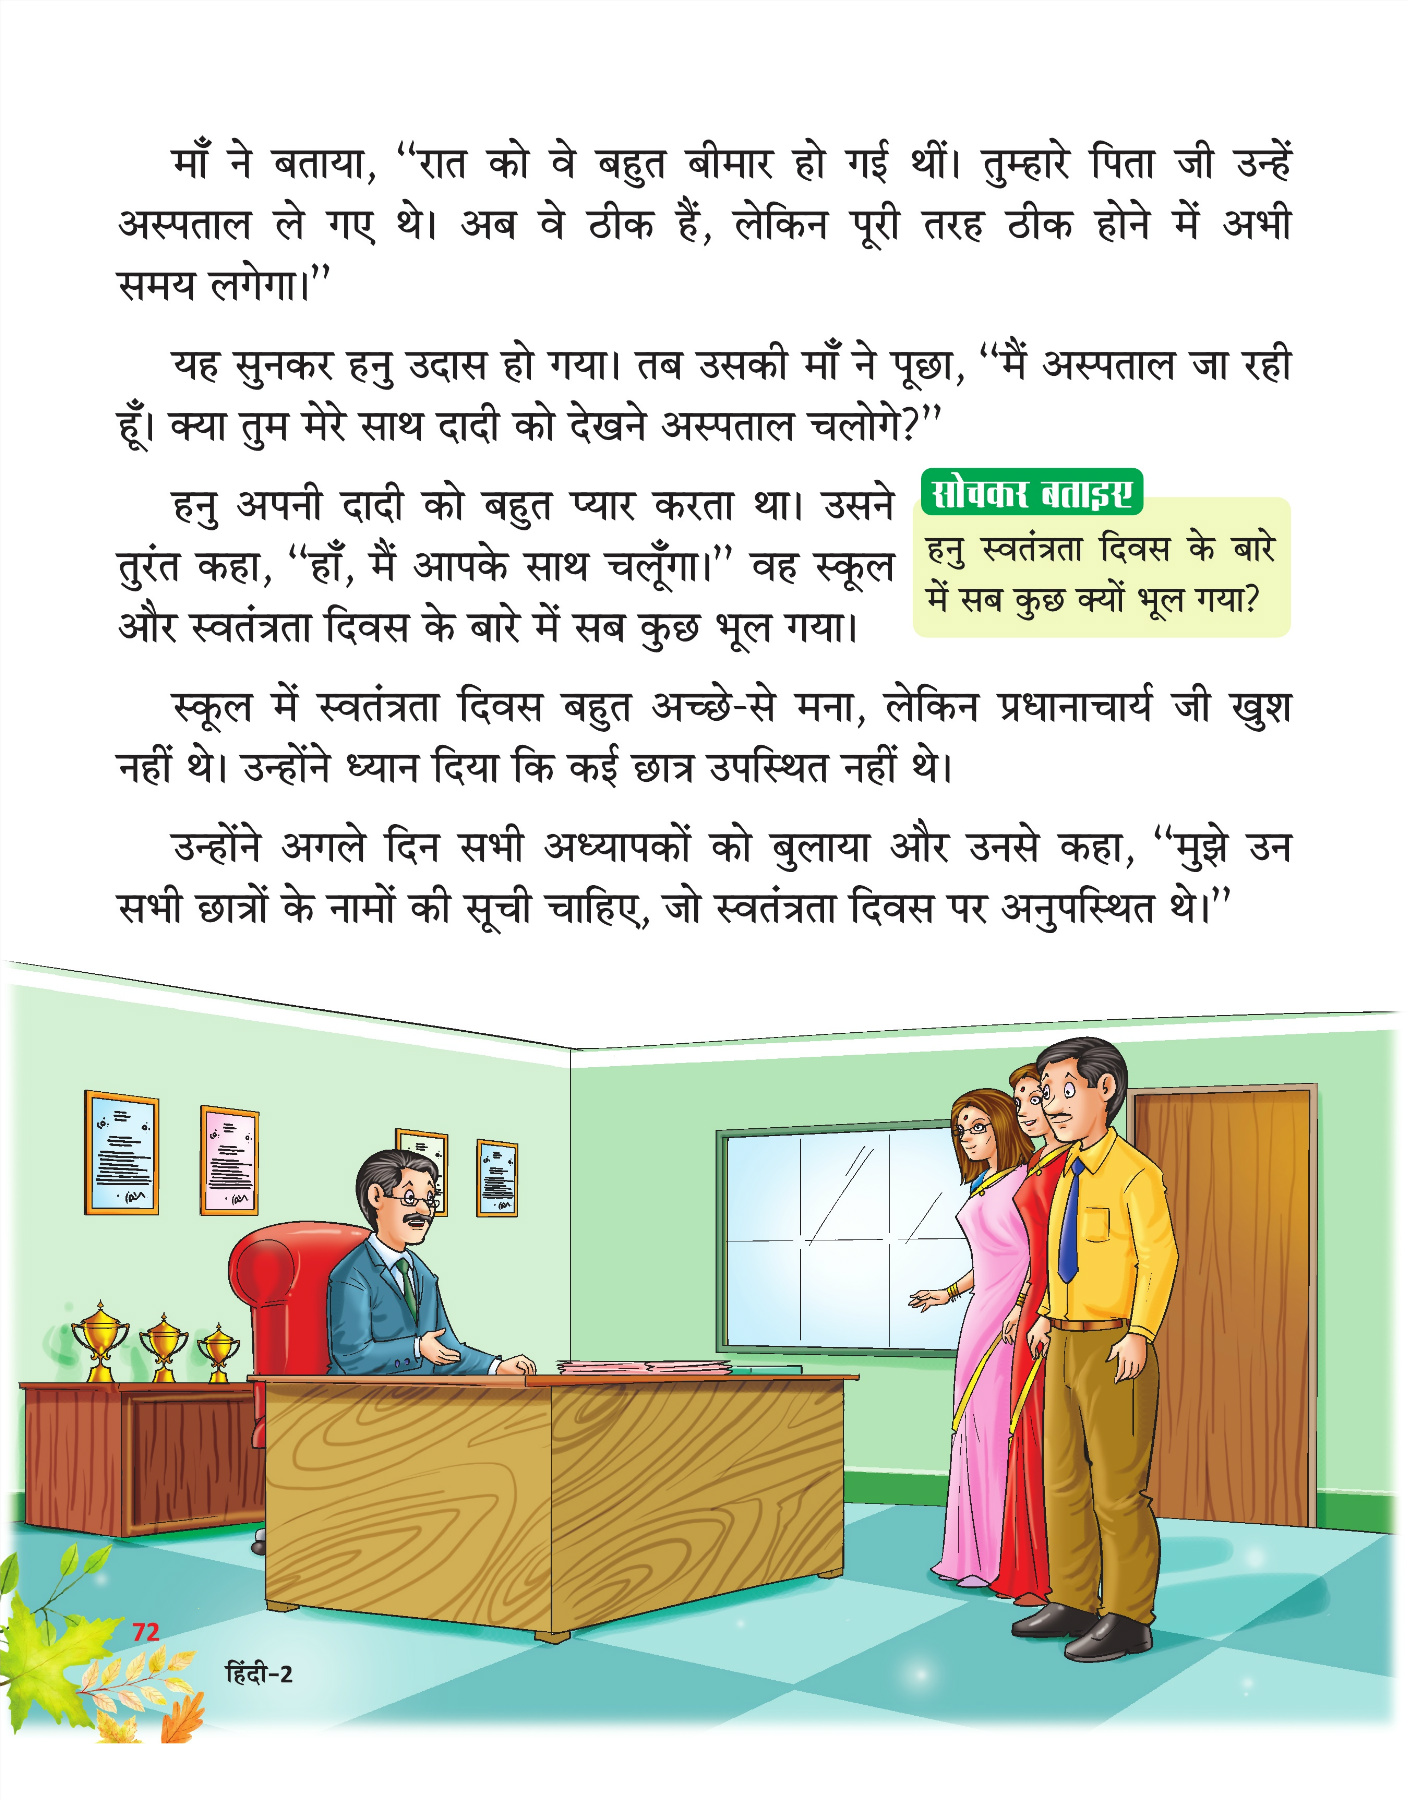 माँ ने बताया, ‘‘रात को वे बहुत बीमार हो गई थीं। तुम्हारे पिता जी उन्हें
अस्पताल ले गए थे। अब वे ठीक हैं, लेकिन पूरी तरह ठीक होने में अभी
समय लगेगा।’’
यह सुनकर हनु उदास हो गया। तब उसकी माँ ने पूछा, ‘‘मैं अस्पताल जा रही
हूँ। क्या तुम मेरे साथ दादी को देखने अस्पताल चलोगे?’’
हनु अपनी दादी को बहुत प्यार करता था। उसने
तुरंत कहा, ‘‘हाँ, मैं आपके साथ चलूँगा।’’ वह स्कूल
और स्वतंत्रता दिवस के बारे में सब कुछ भूल गया।
सोचकर बताइए
हनु स्वतंत्रता दिवस के बारे
में सब कुछ क्यों भूल गया?
स्कूल में स्वतंत्रता दिवस बहुत अच्छे-से मना, लेकिन प्रधानाचार्य जी खुश
नहीं थे। उन्होंने ध्यान दिया कि कई छात्र उपस्थित नहीं थे।
उन्होंने अगले दिन सभी अध्यापकों को बुलाया और उनसे कहा, ‘‘मुझे उन
सभी छात्रों के नामों की सूची चाहिए, जो स्वतंत्रता दिवस पर अनुपस्थित थे।’’
72
हिंदी-2